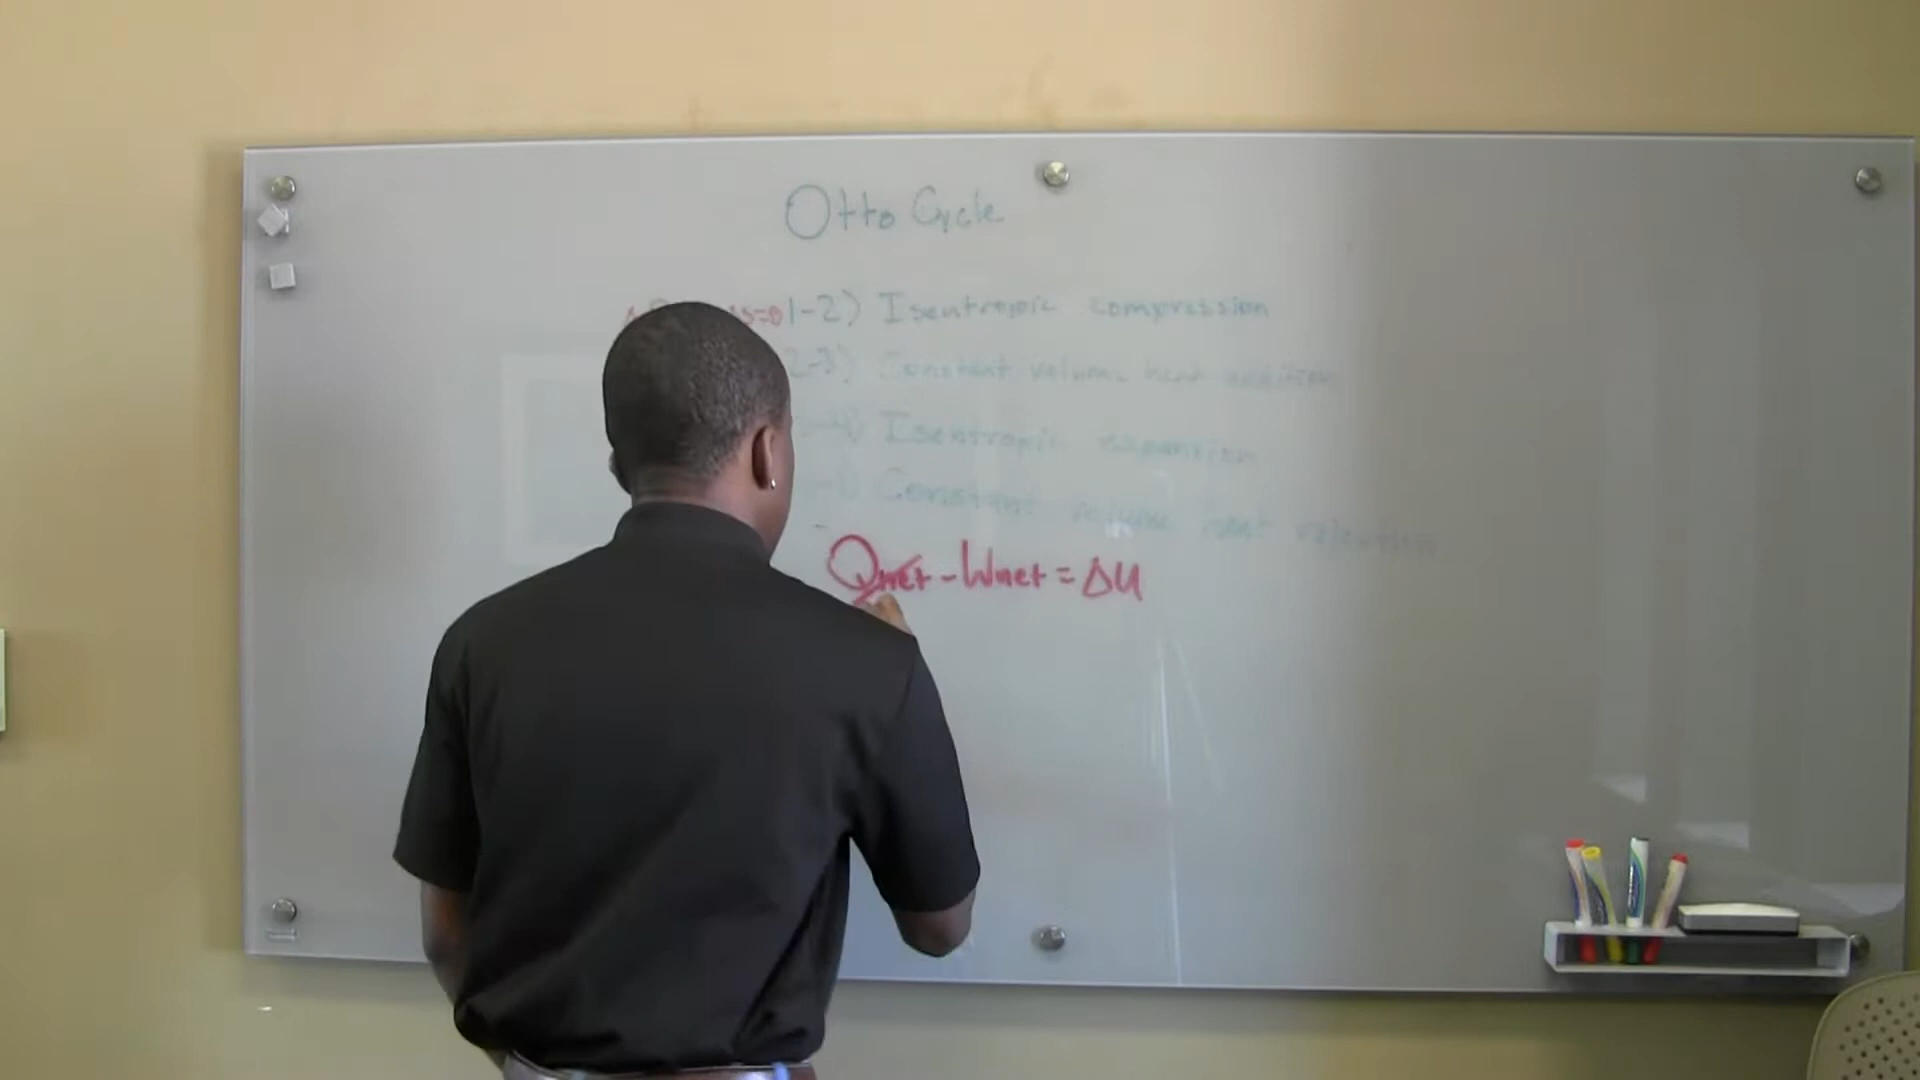 Otto Cycle
s=0 1-2) Isentropic compression
2-3) Constant volume heat addition
Isentropic expansion
Constant volume heat rejection
Qnet - Wnet = ΔU